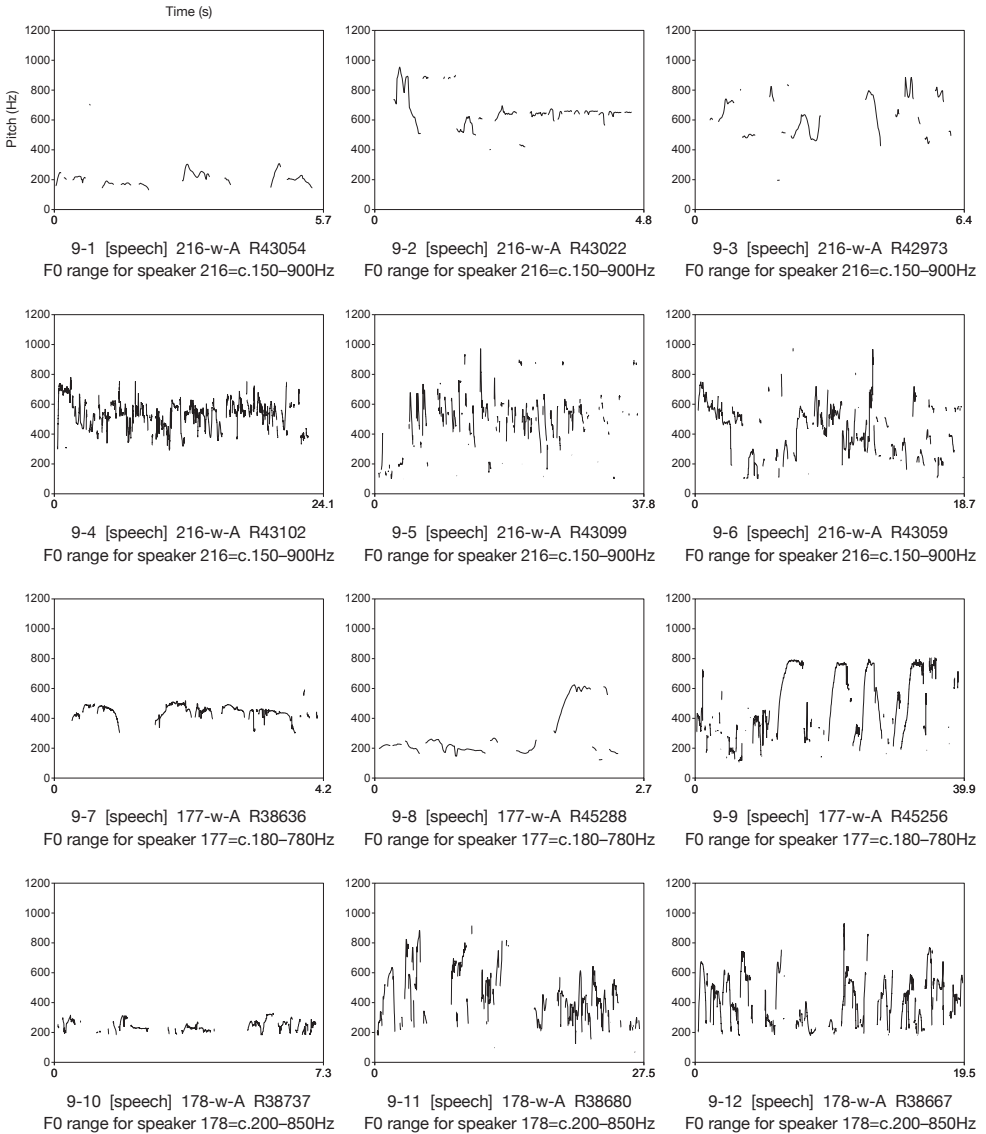 Time (s)
Pitch (Hz)
1200 1200 1200
1000 1000 1000
800 800 800
600 600 600
400 400 400
200 200 200
0 0 0
0 5.7 0 4.8 0 6.4
9-1 [speech] 216-w-A R43054 9-2 [speech] 216-w-A R43022 9-3 [speech] 216-w-A R42973
F0 range for speaker 216=c.150–900Hz F0 range for speaker 216=c.150–900Hz F0 range for speaker 216=c.150–900Hz
1200 1200 1200
1000 1000 1000
800 800 800
600 600 600
400 400 400
200 200 200
0 0 0
0 24.1 0 37.8 0 18.7
9-4 [speech] 216-w-A R43102 9-5 [speech] 216-w-A R43099 9-6 [speech] 216-w-A R43059
F0 range for speaker 216=c.150–900Hz F0 range for speaker 216=c.150–900Hz F0 range for speaker 216=c.150–900Hz
1200 1200 1200
1000 1000 1000
800 800 800
600 600 600
400 400 400
200 200 200
0 0 0
0 4.2 0 2.7 0 39.9
9-7 [speech] 177-w-A R38636 9-8 [speech] 177-w-A R45288 9-9 [speech] 177-w-A R45256
F0 range for speaker 177=c.180–780Hz F0 range for speaker 177=c.180–780Hz F0 range for speaker 177=c.180–780Hz
1200 1200 1200
1000 1000 1000
800 800 800
600 600 600
400 400 400
200 200 200
0 0 0
0 7.3 0 27.5 0 19.5
9-10 [speech] 178-w-A R38737 9-11 [speech] 178-w-A R38680 9-12 [speech] 178-w-A R38667
F0 range for speaker 178=c.200–850Hz F0 range for speaker 178=c.200–850Hz F0 range for speaker 178=c.200–850Hz